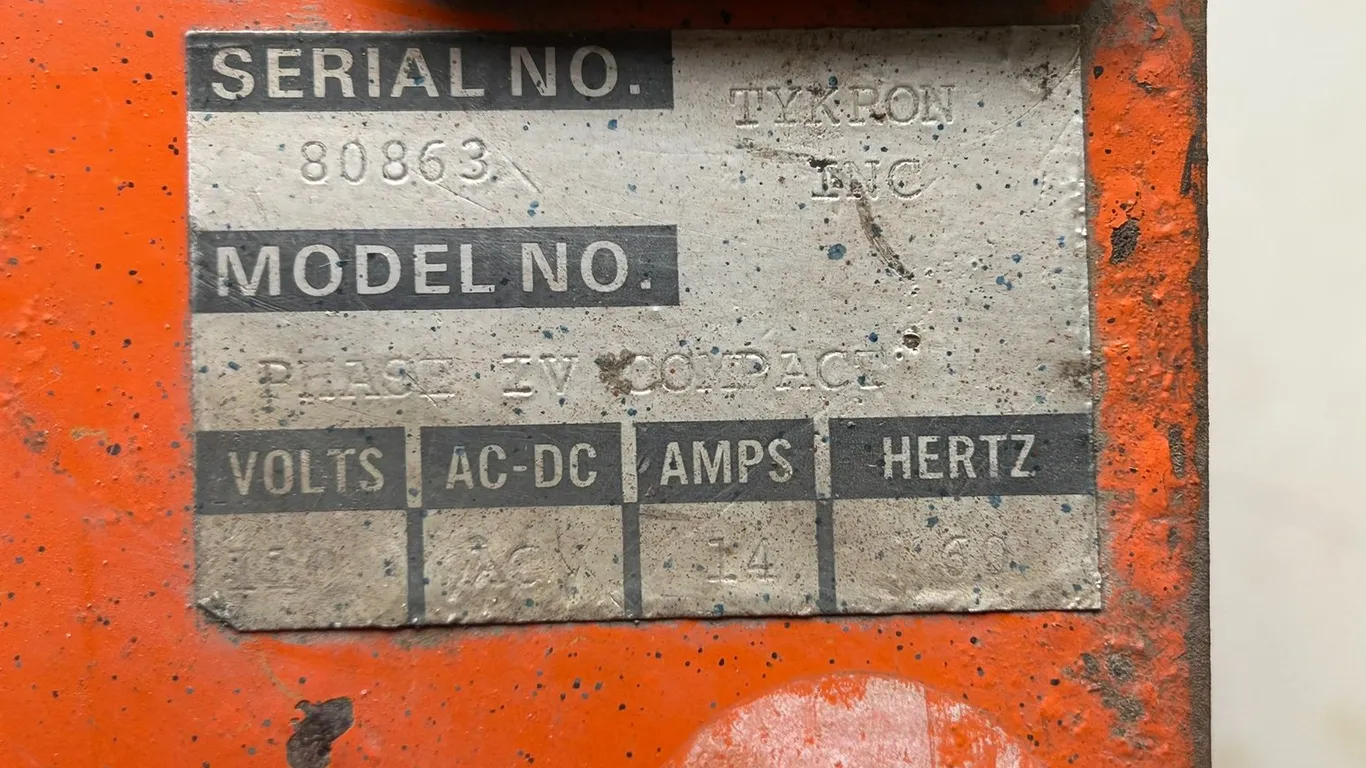 SERIAL NO.
TYKRON
80863
INC
MODEL NO.
PHASE IV "COMPACT"
VOLTS AC-DC AMPS HERTZ
AC 14 60